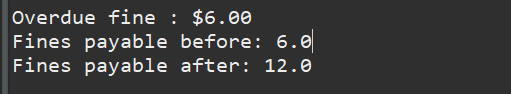 Overdue fine : $6.00
Fines payable before: 6.0
Fines payable after: 12.0